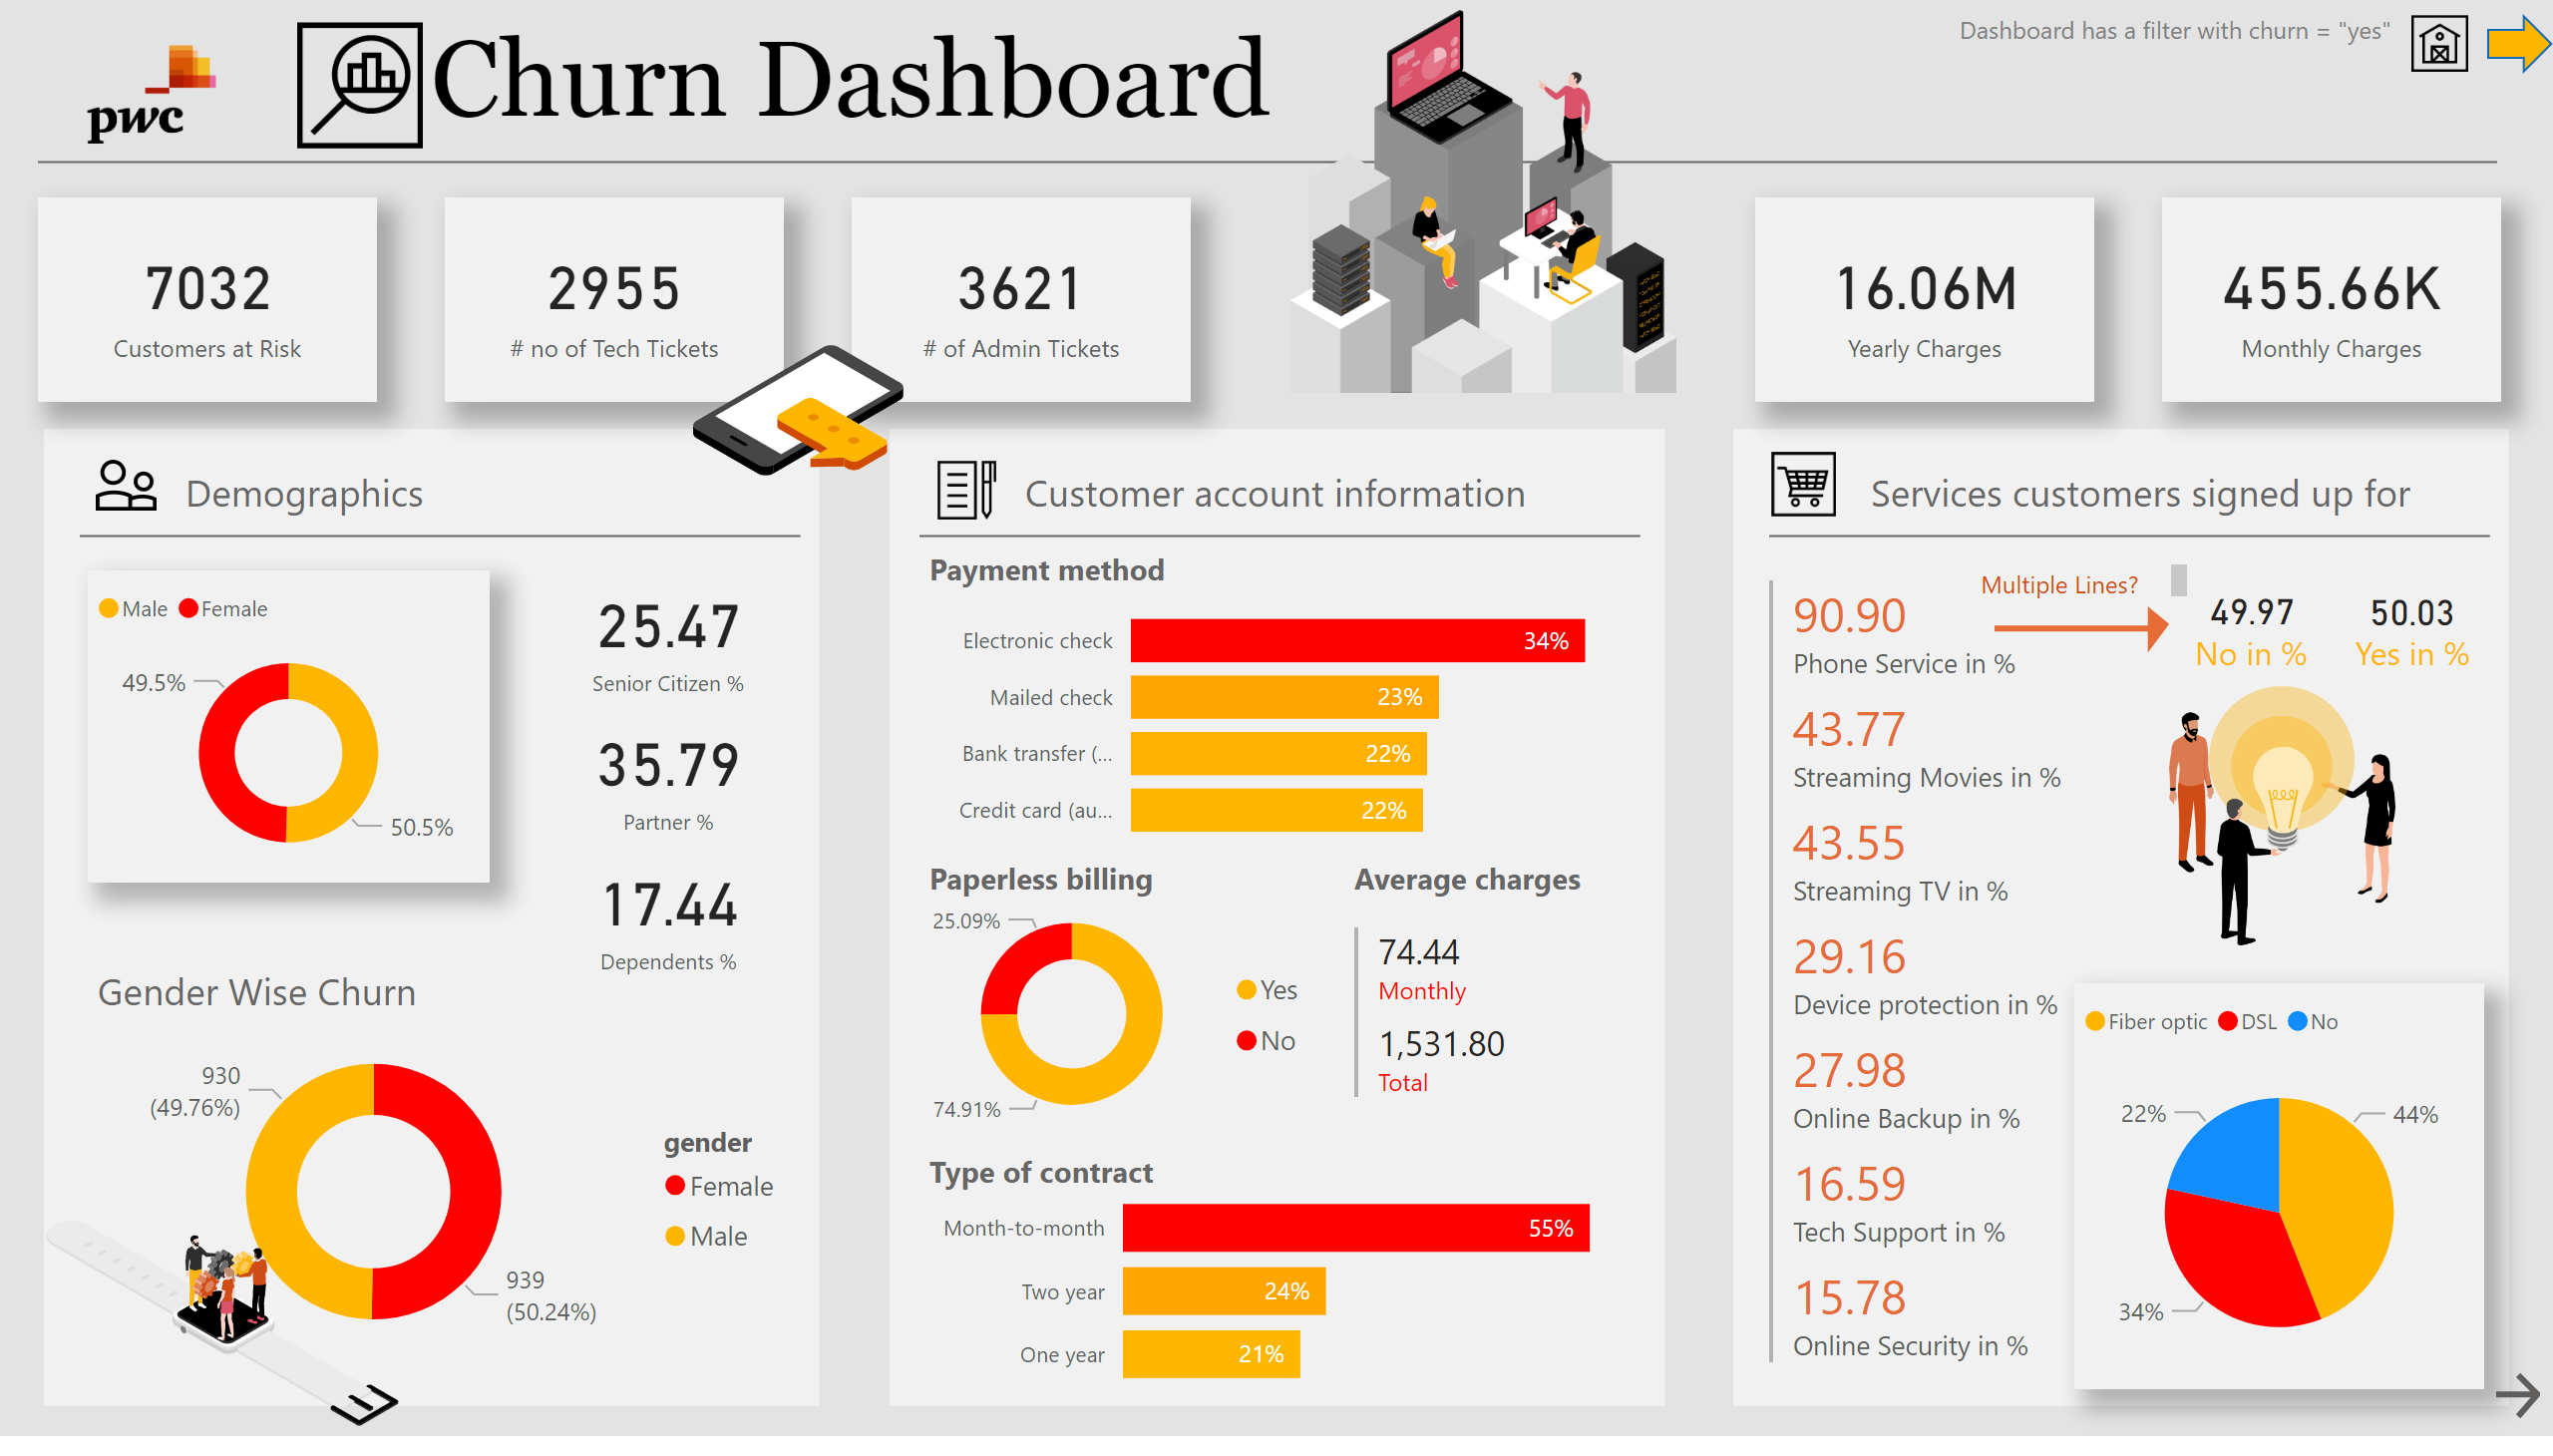 pwc
Churn Dashboard
Dashboard has a filter with churn = "yes"
7032
Customers at Risk
2955
# no of Tech Tickets
3621
# of Admin Tickets
16.06M
Yearly Charges
455.66K
Monthly Charges
Demographics
Male Female
49.5%
50.5%
25.47
Senior Citizen %
35.79
Partner %
17.44
Dependents %
Gender Wise Churn
930
(49.76%)
939
(50.24%)
gender
Female
Male
Customer account information
Payment method
Electronic check 34%
Mailed check 23%
Bank transfer (... 22%
Credit card (au... 22%
Paperless billing
25.09%
74.91%
Yes
No
Average charges
74.44
Monthly
1,531.80
Total
Type of contract
Month-to-month 55%
Two year 24%
One year 21%
Services customers signed up for
90.90
Phone Service in %
Multiple Lines?
49.97
No in %
50.03
Yes in %
43.77
Streaming Movies in %
43.55
Streaming TV in %
29.16
Device protection in %
27.98
Online Backup in %
16.59
Tech Support in %
15.78
Online Security in %
Fiber optic DSL No
22%
44%
34%